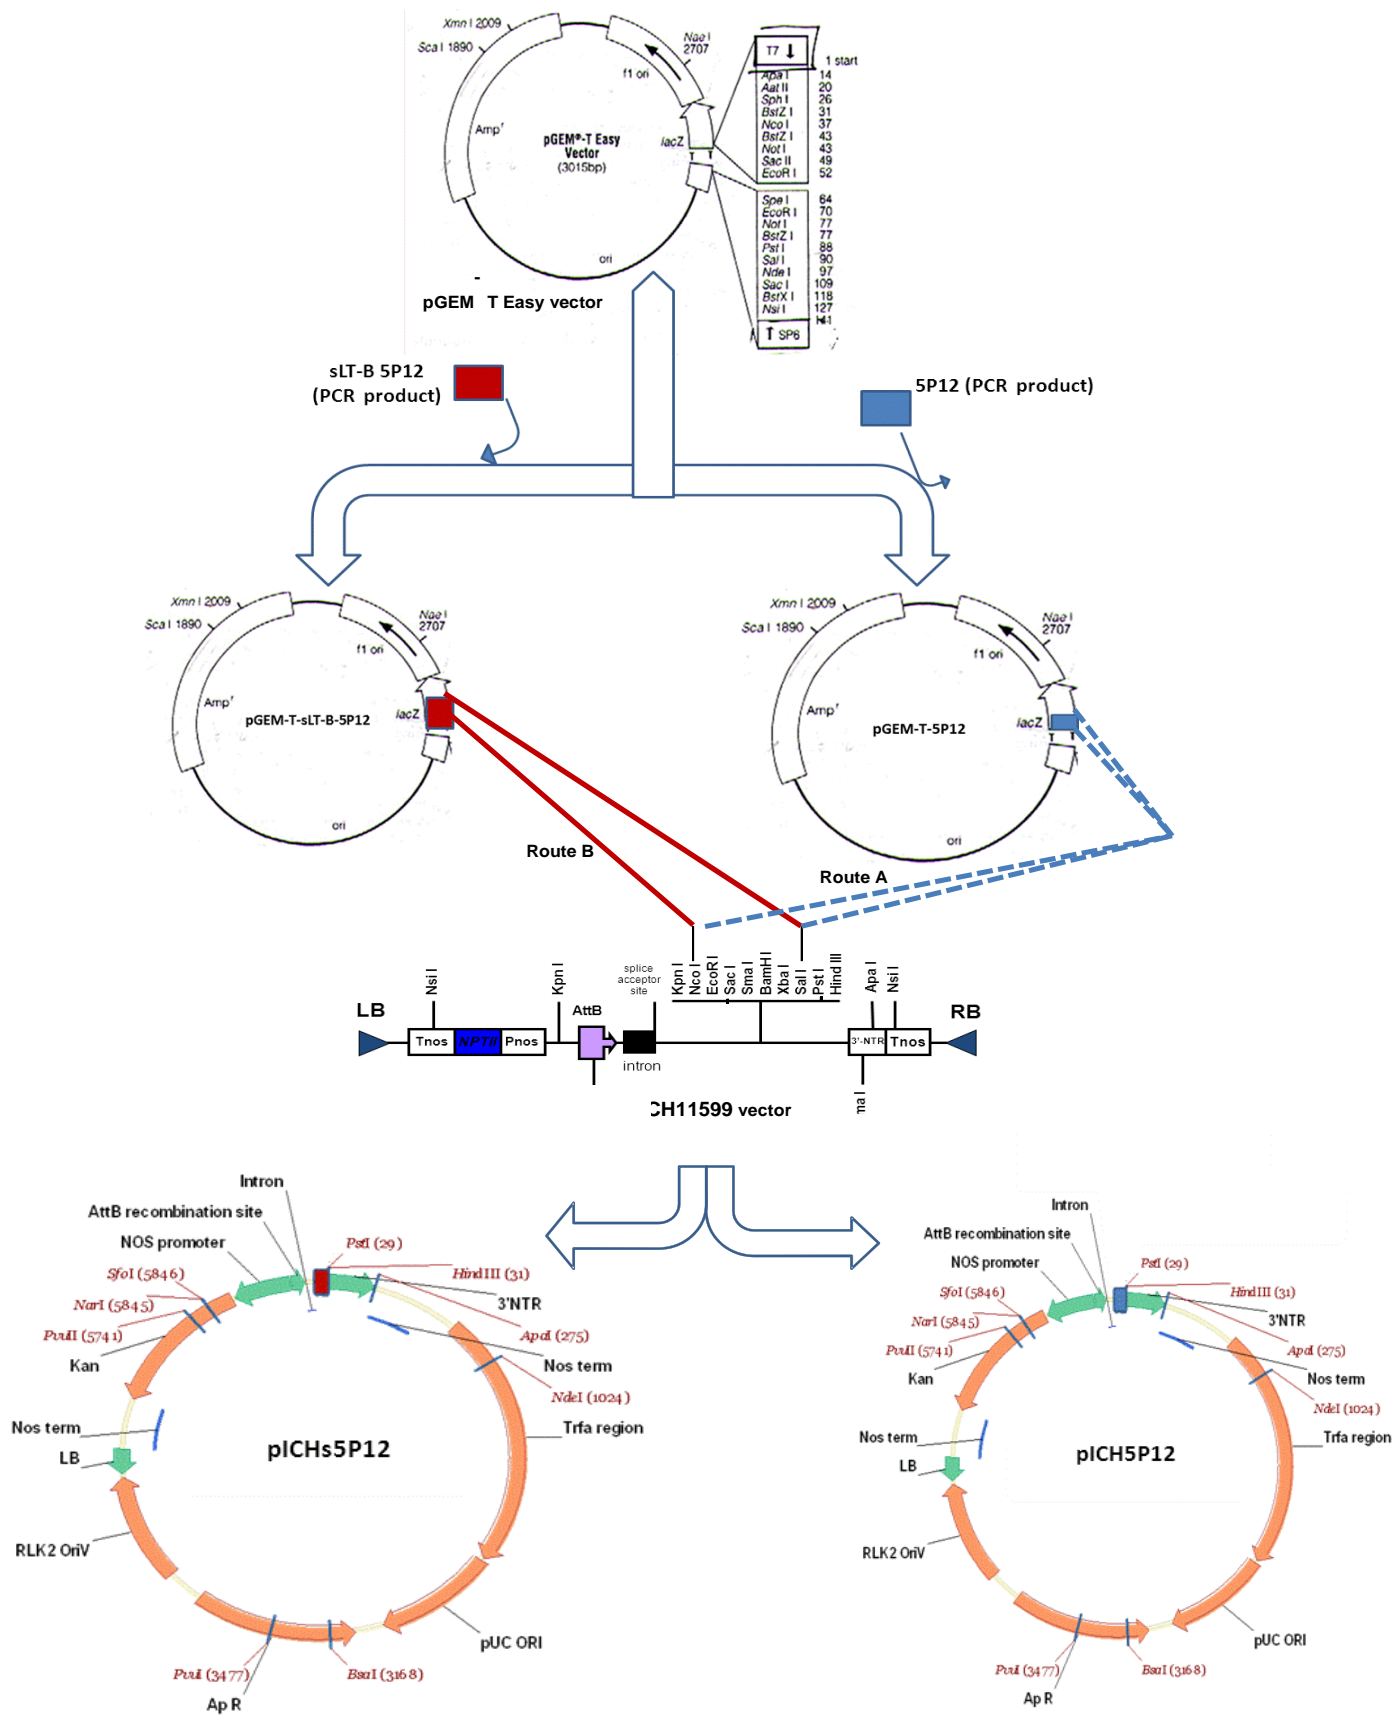 Xmn I 2009
Sca I 1890
Nae I
2707
f1 ori
Amp r
pGEM®-T Easy
Vector
(3015bp)
lacZ
ori
T7 ↓
1 start
Apa I 14
Aat II 20
Sph I 26
BstZ I 31
Nco I 37
BstZ I 43
Not I 43
Sac II 49
EcoR I 52
Spe I 64
EcoR I 70
Not I 77
BstZ I 77
Pst I 88
Sal I 90
Nde I 97
Sac I 109
BstX I 118
Nsi I 127
141
↑ SP6
pGEM - T Easy vector
sLT-B 5P12
(PCR product)
5P12 (PCR product)
Xmn I 2009
Sca I 1890
Nae I
2707
f1 ori
Amp r
lacZ
pGEM-T-sLT-B-5P12
ori
Xmn I 2009
Sca I 1890
Nae I
2707
f1 ori
Amp r
lacZ
pGEM-T-5P12
ori
Route B
Route A
LB
Nsi I
Kpn I
AttB
splice
acceptor
site
Kpn I
Nco I
EcoR I
Sac I
Sma I
BamH I
Xba I
Sal I
Pst I
Hind III
Apa I
Nsi I
RB
Tnos
NPTII
Pnos
intron
3'-NTR
Tnos
ma I
CH11599 vector
Intron
AttB recombination site
NOS promoter
PstI (29)
SfoI (5846)
HindIII (31)
NarI (5845)
3'NTR
PvuII (5741)
ApaI (275)
Kan
Nos term
NdeI (1024)
Nos term
Trfa region
LB
pICHs5P12
RLK2 OriV
pUC ORI
PvuI (3477)
BsaI (3168)
Ap R
Intron
AttB recombination site
NOS promoter
PstI (29)
SfoI (5846)
HindIII (31)
NarI (5845)
3'NTR
PvuII (5741)
ApaI (275)
Kan
Nos term
NdeI (1024)
Nos term
Trfa region
LB
pICH5P12
RLK2 OriV
pUC ORI
PvuI (3477)
BsaI (3168)
Ap R